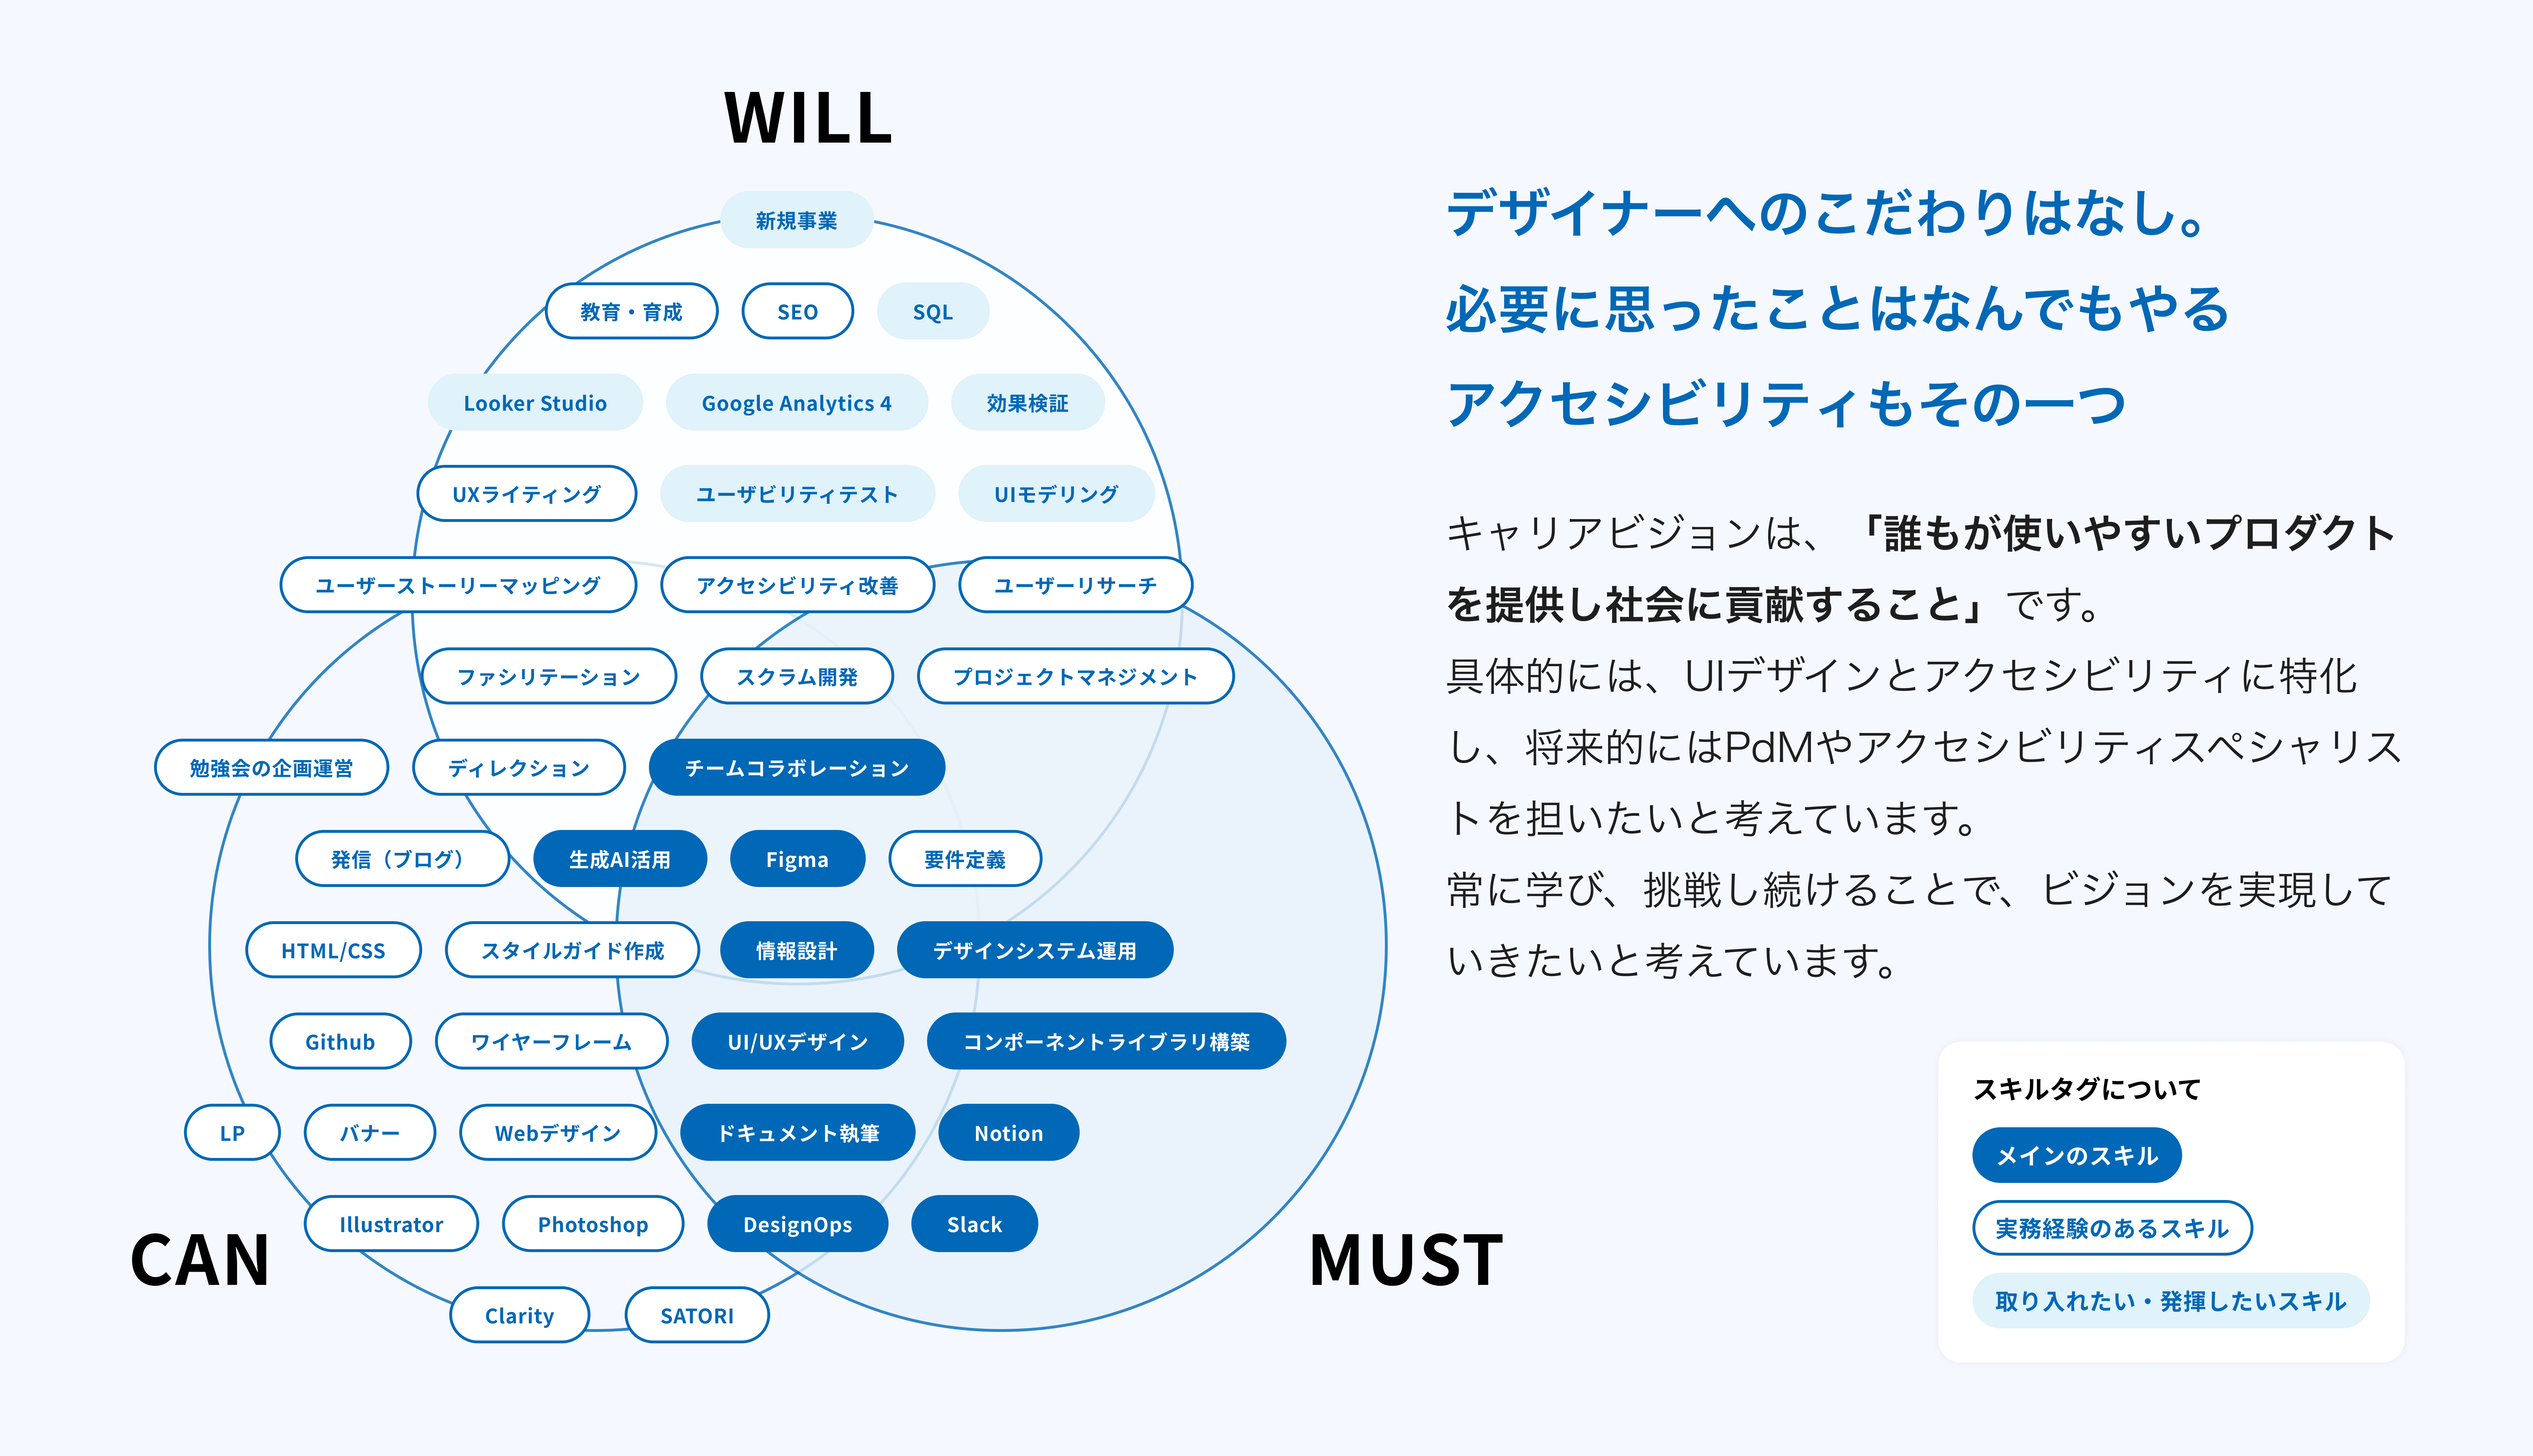 WILL
新規事業
教育・育成 SEO SQL
Looker Studio Google Analytics 4 効果検証
UXライティング ユーザビリティテスト UIモデリング
ユーザーストーリーマッピング アクセシビリティ改善 ユーザーリサーチ
ファシリテーション スクラム開発 プロジェクトマネジメント
勉強会の企画運営 ディレクション チームコラボレーション
発信（ブログ） 生成AI活用 Figma 要件定義
HTML/CSS スタイルガイド作成 情報設計 デザインシステム運用
Github ワイヤーフレーム UI/UXデザイン コンポーネントライブラリ構築
LP バナー Webデザイン ドキュメント執筆 Notion
Illustrator Photoshop DesignOps Slack
CAN
MUST
Clarity SATORI
デザイナーへのこだわりはなし。
必要に思ったことはなんでもやる
アクセシビリティもその一つ
キャリアビジョンは、「誰もが使いやすいプロダクト
を提供し社会に貢献すること」です。
具体的には、UIデザインとアクセシビリティに特化
し、将来的にはPdMやアクセシビリティスペシャリス
トを担いたいと考えています。
常に学び、挑戦し続けることで、ビジョンを実現して
いきたいと考えています。
スキルタグについて
メインのスキル
実務経験のあるスキル
取り入れたい・発揮したいスキル